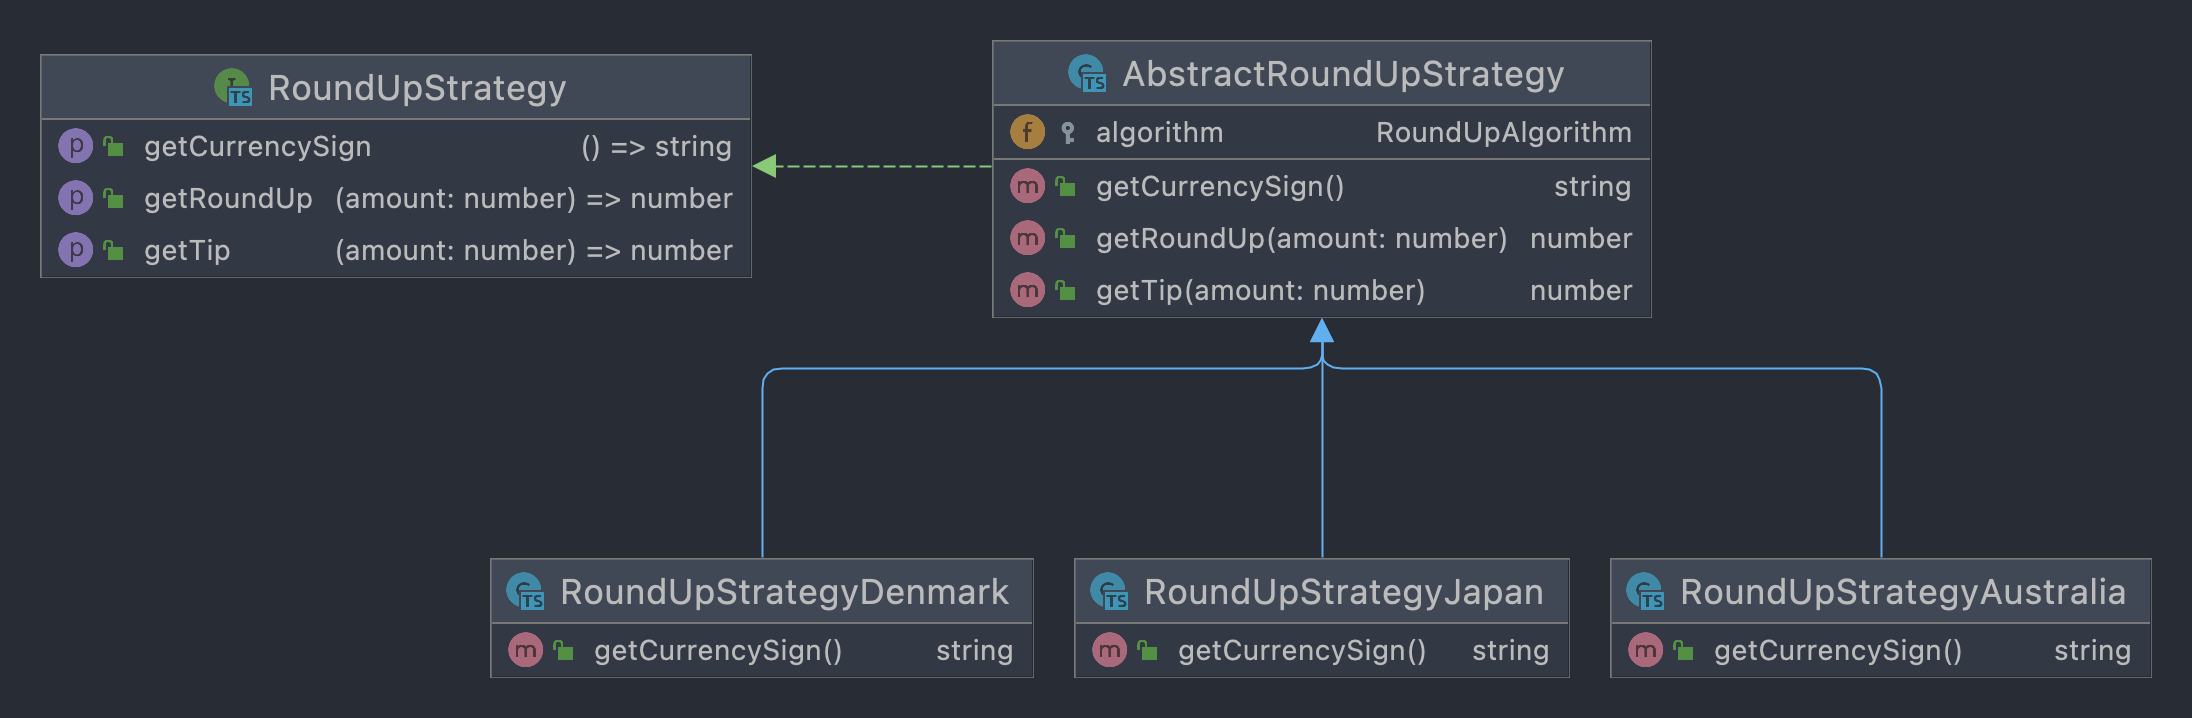 RoundUpStrategy
getCurrencySign () => string
getRoundUp (amount: number) => number
getTip (amount: number) => number
AbstractRoundUpStrategy
f algorithm RoundUpAlgorithm
m getCurrencySign() string
m getRoundUp(amount: number) number
m getTip(amount: number) number
RoundUpStrategyDenmark
m getCurrencySign() string
RoundUpStrategyJapan
m getCurrencySign() string
RoundUpStrategyAustralia
m getCurrencySign() string